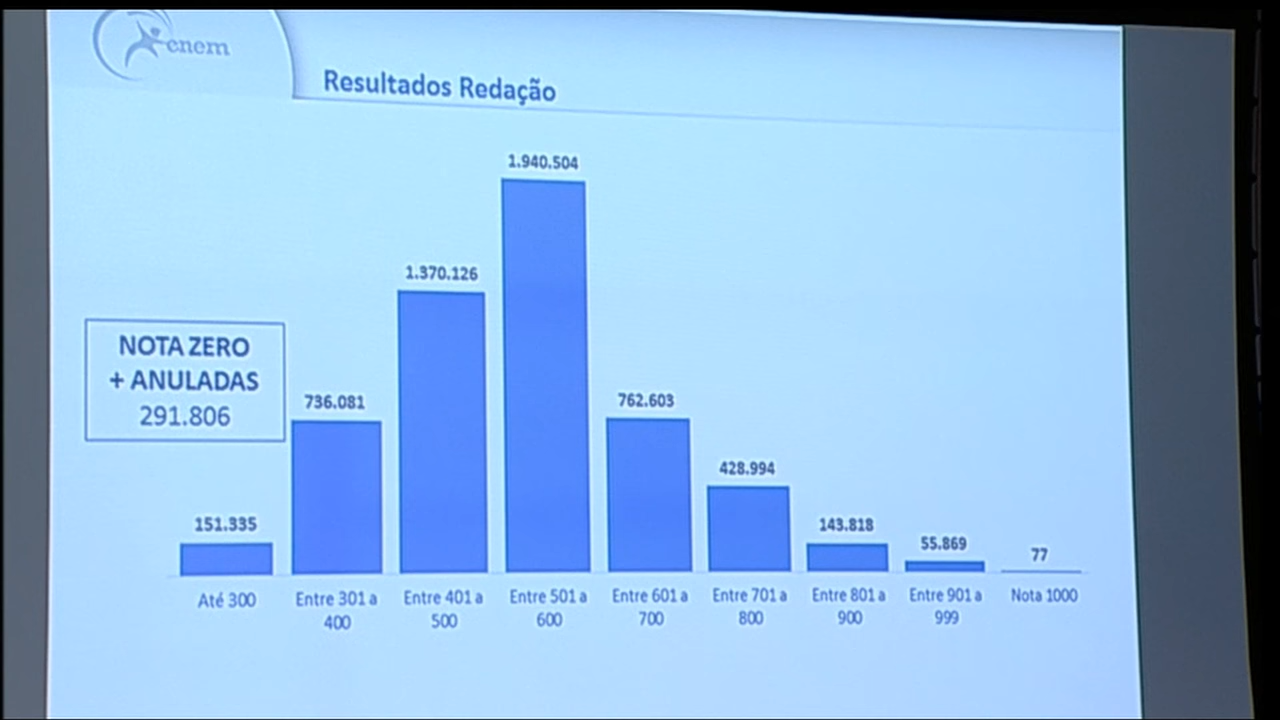 enem
Resultados Redação
1.940.504
1.370.126
NOTA ZERO
+ ANULADAS
291.806
736.081
762.603
428.994
151.335
143.818
55.869
77
Até 300
Entre 301 a
400
Entre 401 a
500
Entre 501 a
600
Entre 601 a
700
Entre 701 a
800
Entre 801 a
900
Entre 901 a
999
Nota 1000